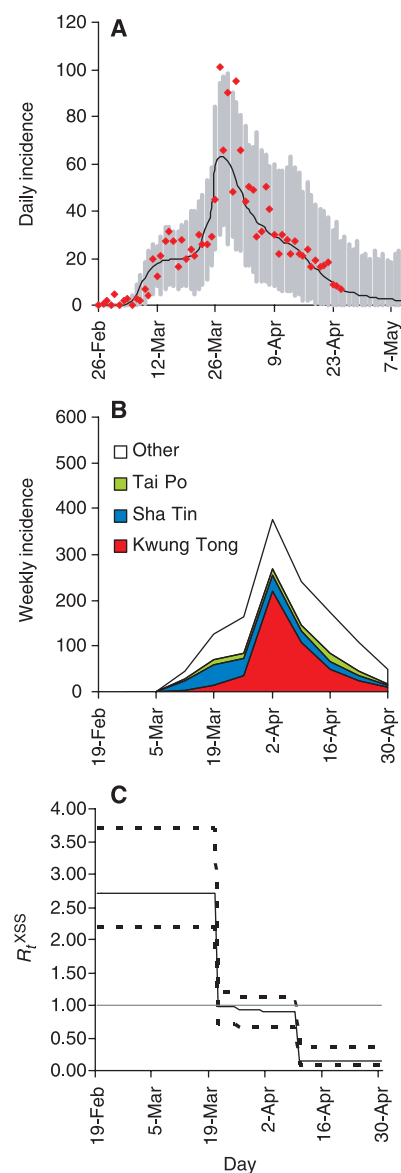 A
120
100
80
60
40
20
0
Daily incidence
26-Feb
12-Mar
26-Mar
9-Apr
23-Apr
7-May
B
600
500
400
300
200
100
0
Weekly incidence
Other
Tai Po
Sha Tin
Kwung Tong
19-Feb
5-Mar
19-Mar
2-Apr
16-Apr
30-Apr
C
4.00
3.50
3.00
2.50
2.00
1.50
1.00
0.50
0.00
RtXSS
19-Feb
5-Mar
19-Mar
2-Apr
16-Apr
30-Apr
Day